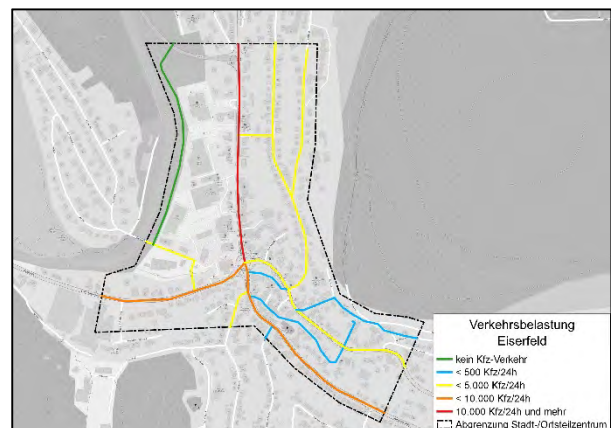 Verkehrsbelastung
Eiserfeld
kein Kfz-Verkehr
< 500 Kfz/24h
< 5.000 Kfz/24h
< 10.000 Kfz/24h
10.000 Kfz/24h und mehr
Abgrenzung Stadt-/Ortsteilzentrum